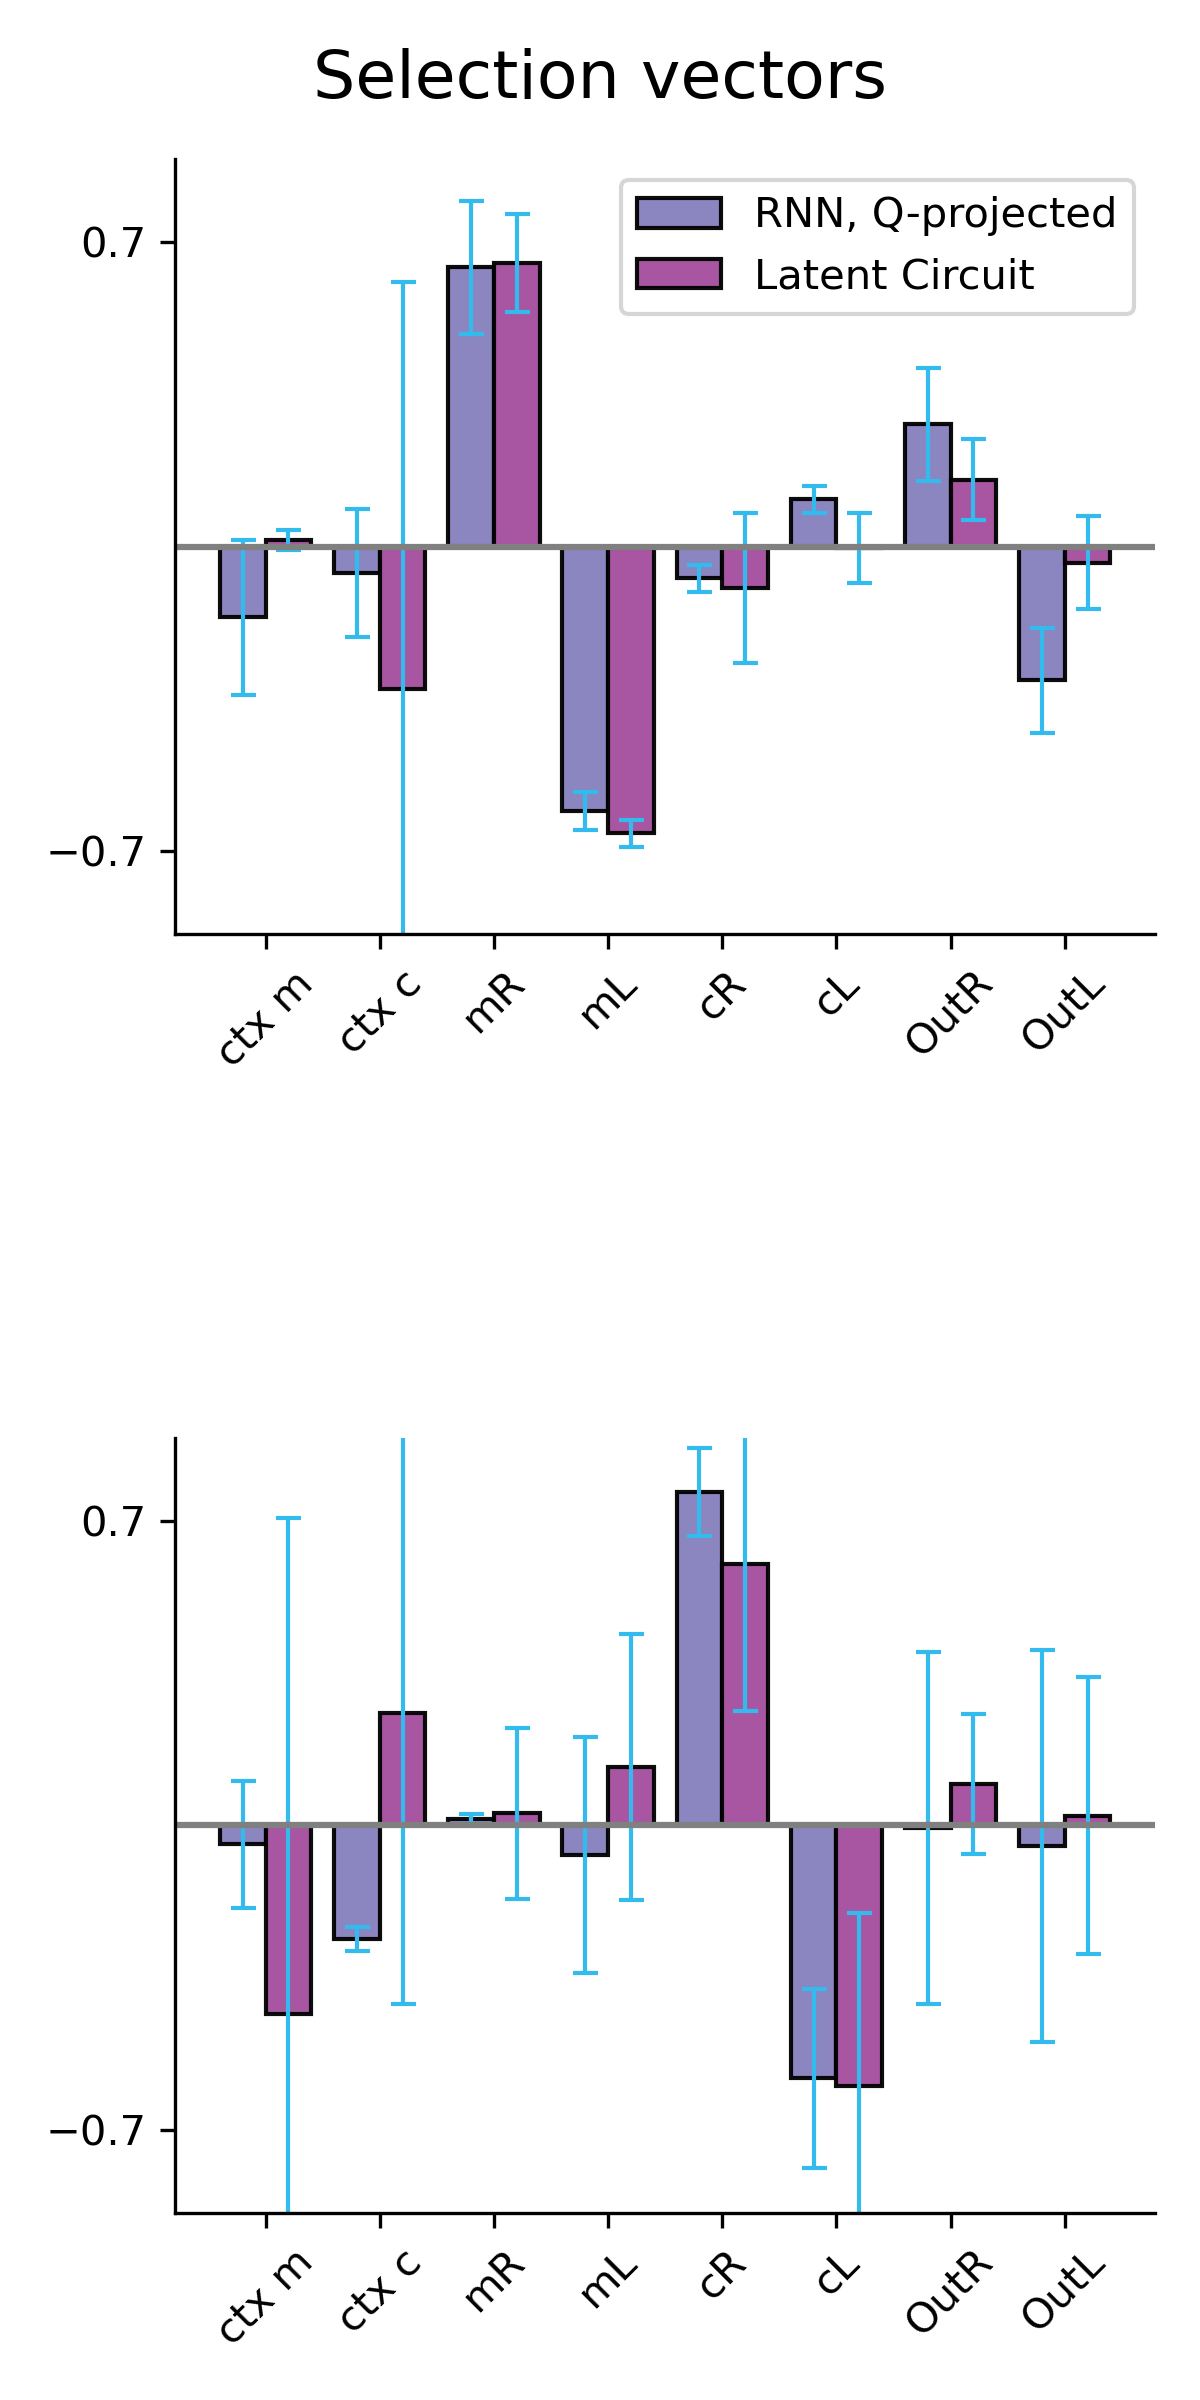 Selection vectors
RNN, Q-projected
Latent Circuit
0.7
−0.7
ctx m
ctx c
mR
mL
cR
cL
OutR
OutL
0.7
−0.7
ctx m
ctx c
mR
mL
cR
cL
OutR
OutL